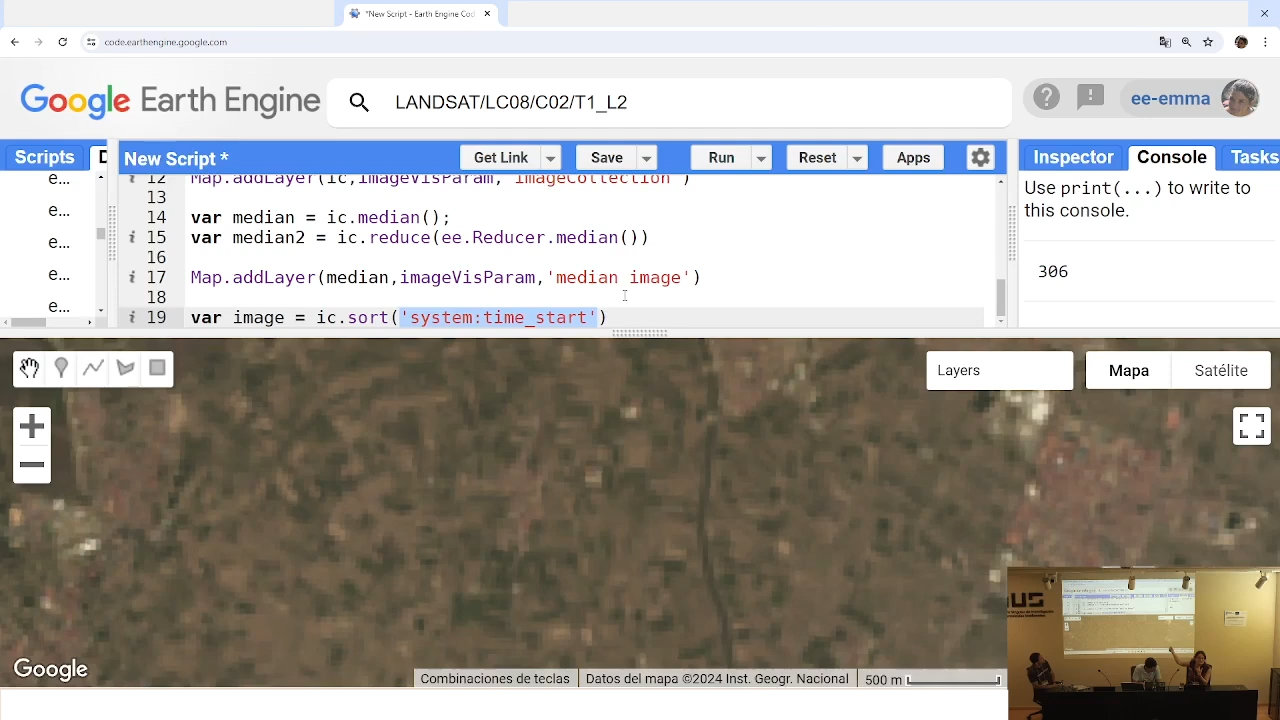 *New Script - Earth Engine Cod
code.earthengine.google.com
Google Earth Engine
LANDSAT/LC08/C02/T1_L2
ee-emma
Scripts
D
New Script *
Get Link
Save
Run
Reset
Apps
Inspector
Console
Tasks
e...
e...
e...
e...
e...
12 Map.addLayer(ic,imageVisParam,'imageCollection')
13
14 var median = ic.median();
15 var median2 = ic.reduce(ee.Reducer.median())
16
17 Map.addLayer(median,imageVisParam,'median image')
18
19 var image = ic.sort('system:time_start')
Use print(...) to write to
this console.
306
Layers
Mapa
Satélite
Google
Combinaciones de teclas
Datos del mapa ©2024 Inst. Geogr. Nacional
500 m